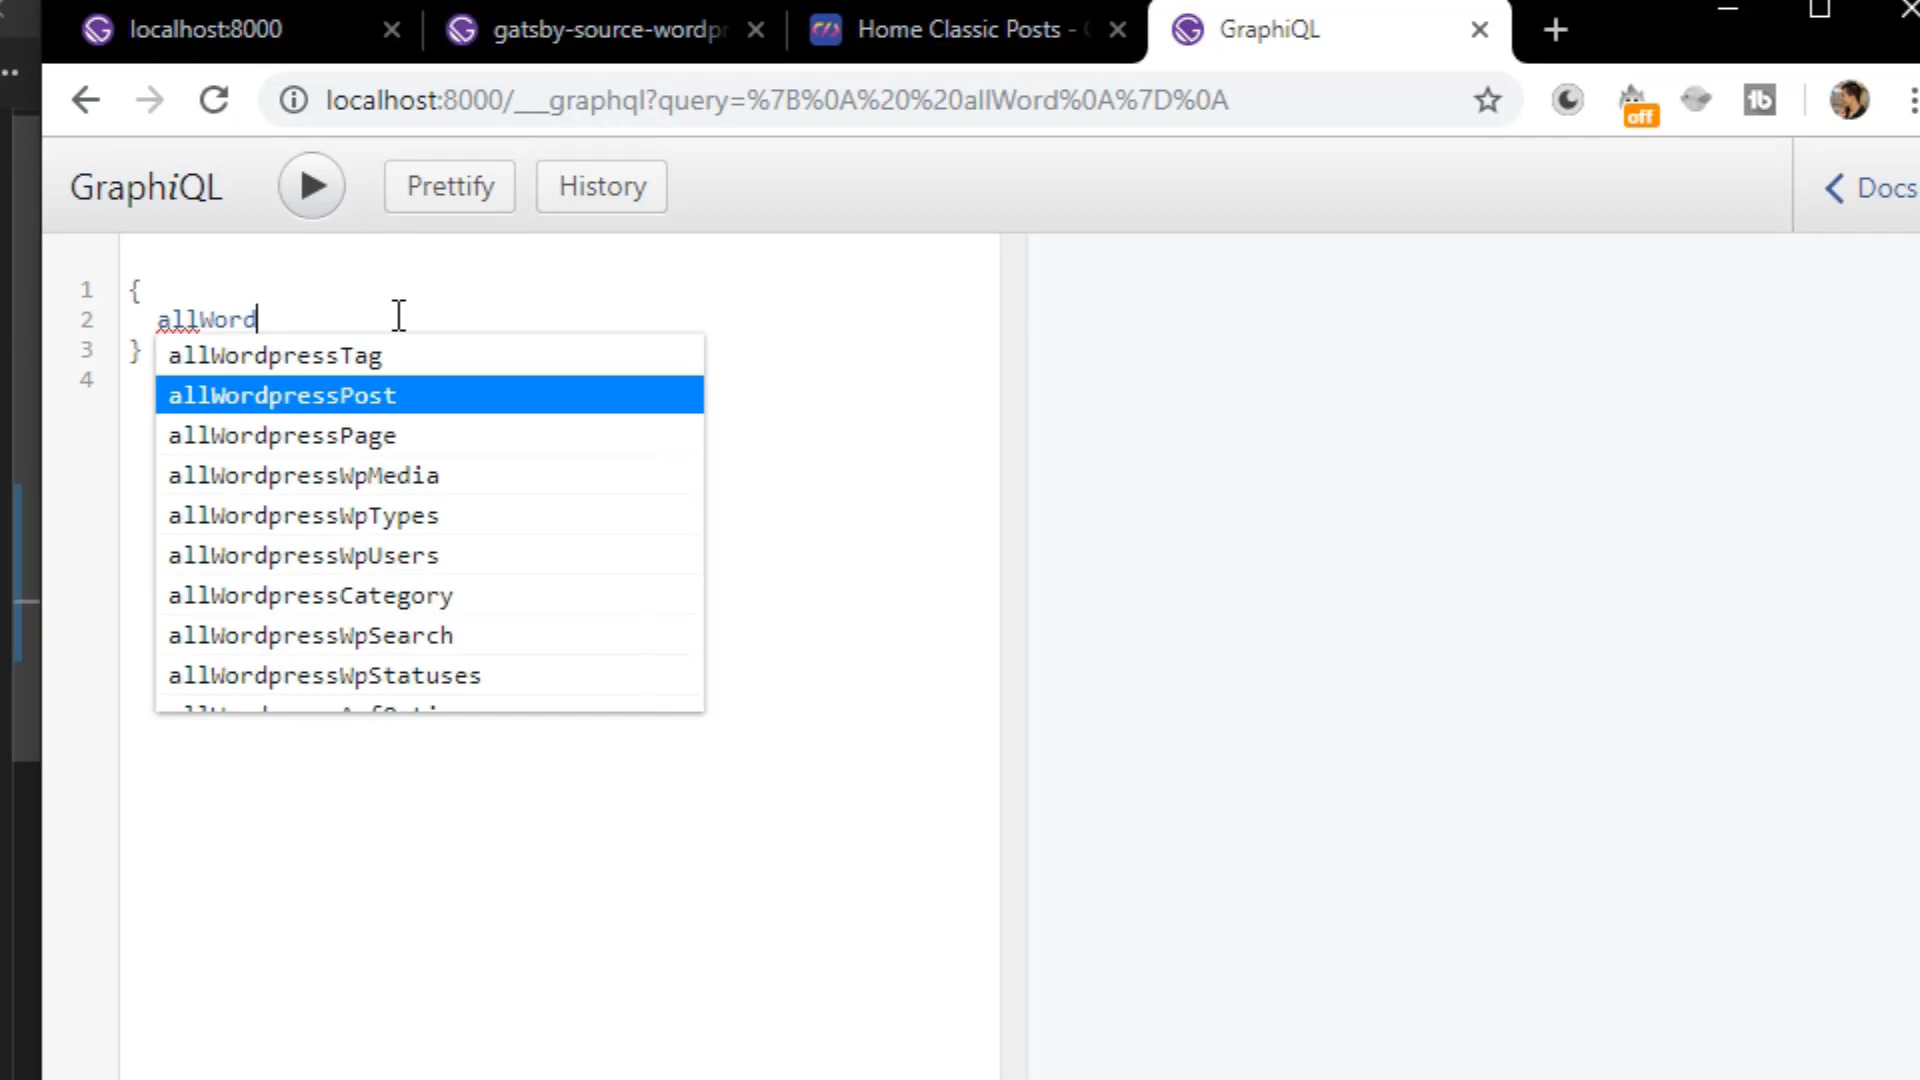 localhost:8000
gatsby-source-wordpr
Home Classic Posts -
GraphiQL
localhost:8000/___graphql?query=%7B%0A%20%20allWord%0A%7D%0A
off
tb
GraphiQL
Prettify
History
Docs
1 {
2 allWord
3 }
4
allWordpressTag
allWordpressPost
allWordpressPage
allWordpressWpMedia
allWordpressWpTypes
allWordpressWpUsers
allWordpressCategory
allWordpressWpSearch
allWordpressWpStatuses